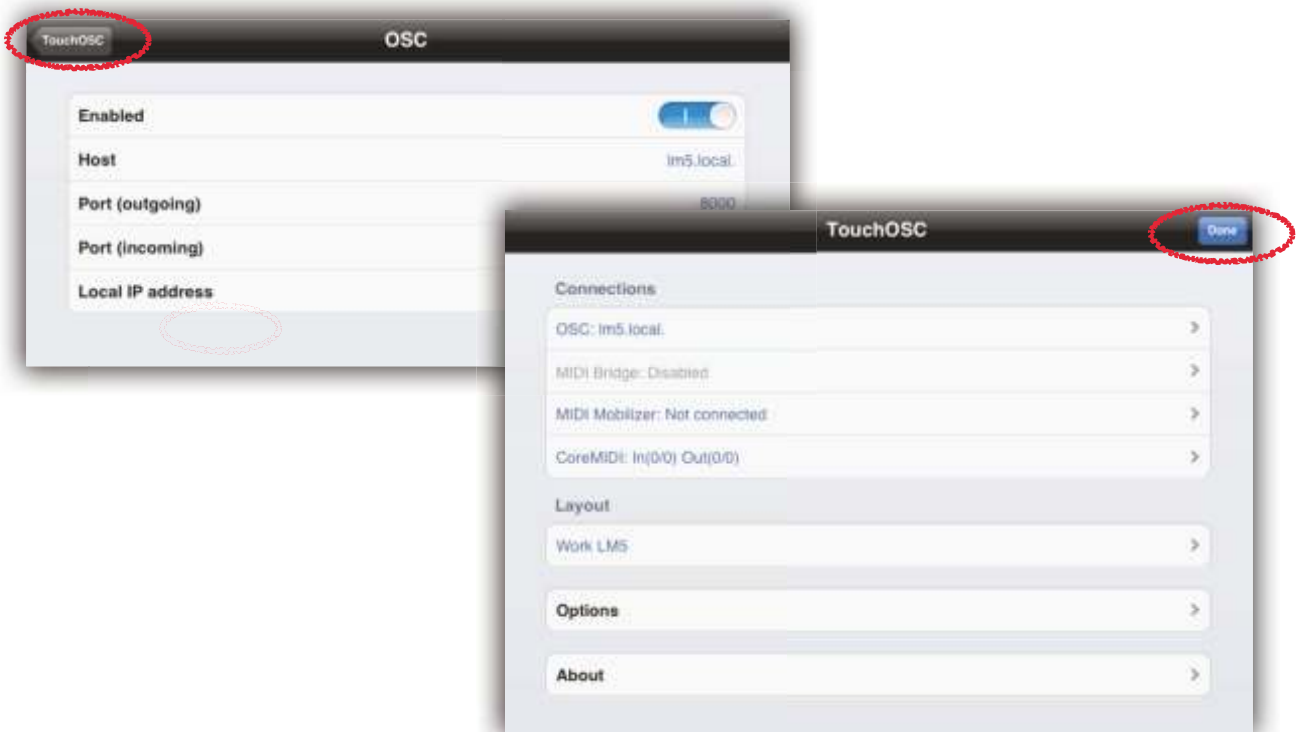 TouchOSC
OSC
Enabled
Host lm5.local.
Port (outgoing) 8000
Port (incoming)
Local IP address
TouchOSC
Done
Connections
OSC: lm5.local.
MIDI Bridge: Disabled
MIDI Mobilizer: Not connected
CoreMIDI: In(0/0) Out(0/0)
Layout
Work LM5
Options
About